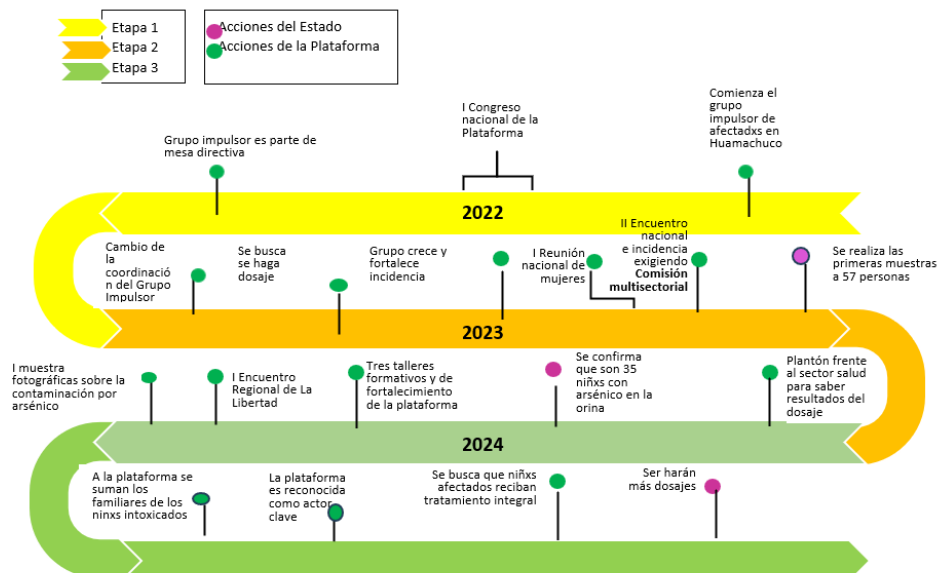 Etapa 1
Etapa 2
Etapa 3
Acciones del Estado
Acciones de la Plataforma
Grupo impulsor es parte de
mesa directiva
I Congreso
nacional de la
Plataforma
Comienza el
grupo
impulsor de
afectadxs en
Huamachuco
2022
Cambio de
la
coordinació
n del Grupo
Impulsor
Se busca
se haga
dosaje
Grupo crece y
fortalece
incidencia
I Reunión
nacional de
mujeres
II Encuentro
nacional
e incidencia
exigiendo
Comisión
multisectorial
Se realiza las
primeras muestras
a 57 personas
2023
I muestra
fotográficas sobre la
contaminación por
arsénico
I Encuentro
Regional de La
Libertad
Tres talleres
formativos y de
fortalecimiento
de la plataforma
Se confirma
que son 35
niñxs con
arsénico en la
orina
Plantón frente
al sector salud
para saber
resultados del
dosaje
2024
A la plataforma se
suman los
familiares de los
ninxs intoxicados
La plataforma
es reconocida
como actor
clave
Se busca que niñxs
afectados reciban
tratamiento integral
Ser harán
más dosajes